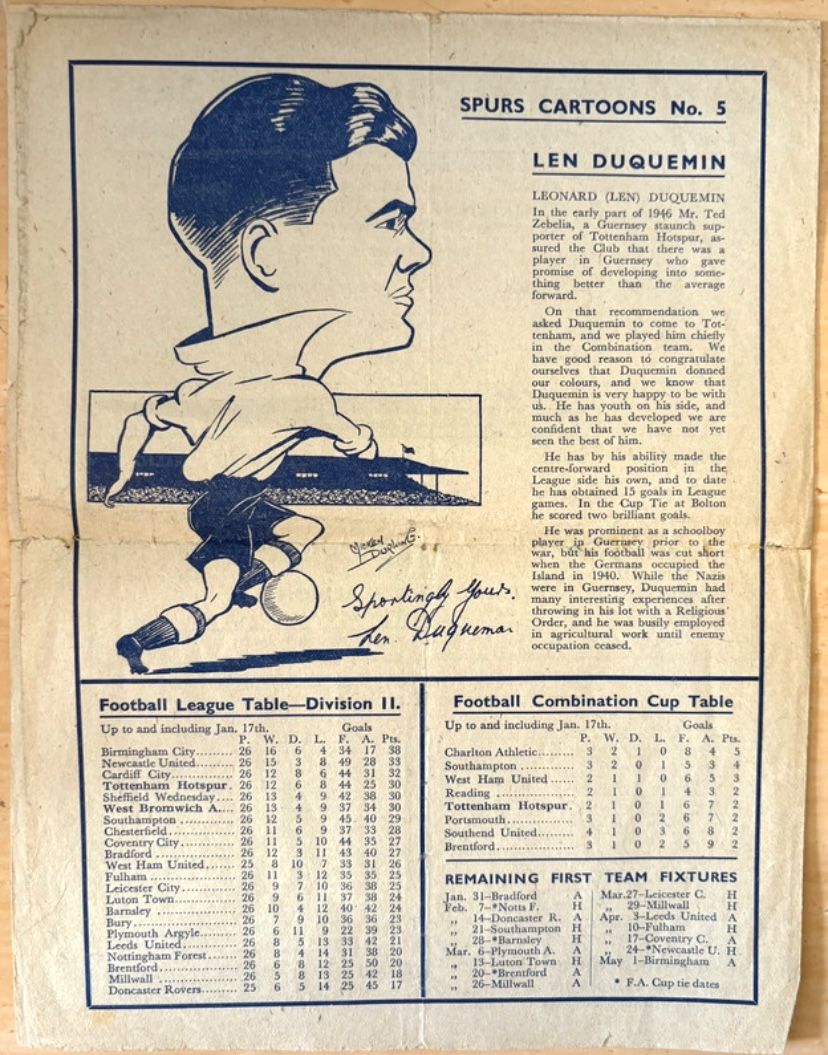 SPURS CARTOONS No. 5
LEN DUQUEMIN
LEONARD (LEN) DUQUEMIN
In the early part of 1946 Mr. Ted
Zebelia, a Guernsey staunch sup-
porter of Tottenham Hotspur, as-
sured the Club that there was a
player in Guernsey who gave
promise of developing into some-
thing better than the average
forward.
On that recommendation we
asked Duquemin to come to Tot-
tenham, and we played him chiefly
in the Combination team. We
have good reason to congratulate
ourselves that Duquemin donned
our colours, and we know that
Duquemin is very happy to be with
us. He has youth on his side, and
much as he has developed we are
confident that we have not yet
seen the best of him.
He has by his ability made the
centre-forward position in the
League side his own, and to date
he has obtained 15 goals in League
games. In the Cup Tie at Bolton
he scored two brilliant goals.
He was prominent as a schoolboy
player in Guernsey prior to the
war, but his football was cut short
when the Germans occupied the
Island in 1940. While the Nazis
were in Guernsey, Duquemin had
many interesting experiences after
throwing in his lot with a Religious
Order, and he was busily employed
in agricultural work until enemy
occupation ceased.
Sportingly Yours,
Len. Duquemin
Football League Table—Division II.
Up to and including Jan. 17th. Goals
P. W. D. L. F. A. Pts.
Birmingham City......... 26 16 6 4 34 17 38
Newcastle United......... 26 15 3 8 49 28 33
Cardiff City............... 26 12 8 6 44 31 32
Tottenham Hotspur. 26 12 6 8 44 25 30
Sheffield Wednesday.... 26 13 4 9 42 38 30
West Bromwich A.... 26 13 4 9 37 34 30
Southampton ............ 26 12 5 9 45 40 29
Chesterfield............... 26 11 6 9 37 33 28
Coventry City............ 26 11 5 10 44 35 27
Bradford .................. 26 12 3 11 43 40 27
West Ham United....... 25 8 10 7 33 31 26
Fulham ................... 26 11 3 12 35 35 25
Leicester City............ 26 9 7 10 36 38 25
Luton Town.............. 26 9 6 11 37 38 24
Barnsley .................. 26 10 4 12 40 42 24
Bury....................... 26 7 9 10 36 36 23
Plymouth Argyle......... 26 6 11 9 22 39 23
Leeds United............. 26 8 5 13 33 42 21
Nottingham Forest....... 26 8 4 14 31 38 20
Brentford.................. 26 6 8 12 25 50 20
Millwall ................... 26 5 8 13 25 42 18
Doncaster Rovers......... 25 6 5 14 25 45 17
Football Combination Cup Table
Up to and including Jan. 17th. Goals
P. W. D. L. F. A. Pts.
Charlton Athletic......... 3 2 1 0 8 4 5
Southampton ............ 3 2 0 1 5 3 4
West Ham United ...... 2 1 1 0 6 5 3
Reading .................. 2 1 0 1 4 3 2
Tottenham Hotspur. 2 1 0 1 6 7 2
Portsmouth............... 3 1 0 2 6 7 2
Southend United......... 4 1 0 3 6 8 2
Brentford.................. 3 1 0 2 5 9 2
REMAINING FIRST TEAM FIXTURES
Jan. 31–Bradford A
Feb. 7–*Notts F. H
,, 14–Doncaster R. A
,, 21–Southampton H
,, 28–*Barnsley H
Mar. 6–Plymouth A. A
,, 13–Luton Town H
,, 20–*Brentford A
,, 26–Millwall A
Mar. 27–Leicester C. H
,, 29–Millwall H
Apr. 3–Leeds United A
,, 10–Fulham H
,, 17–Coventry C. A
,, 24–*Newcastle U. H
May 1–Birmingham A
* F.A. Cup tie dates